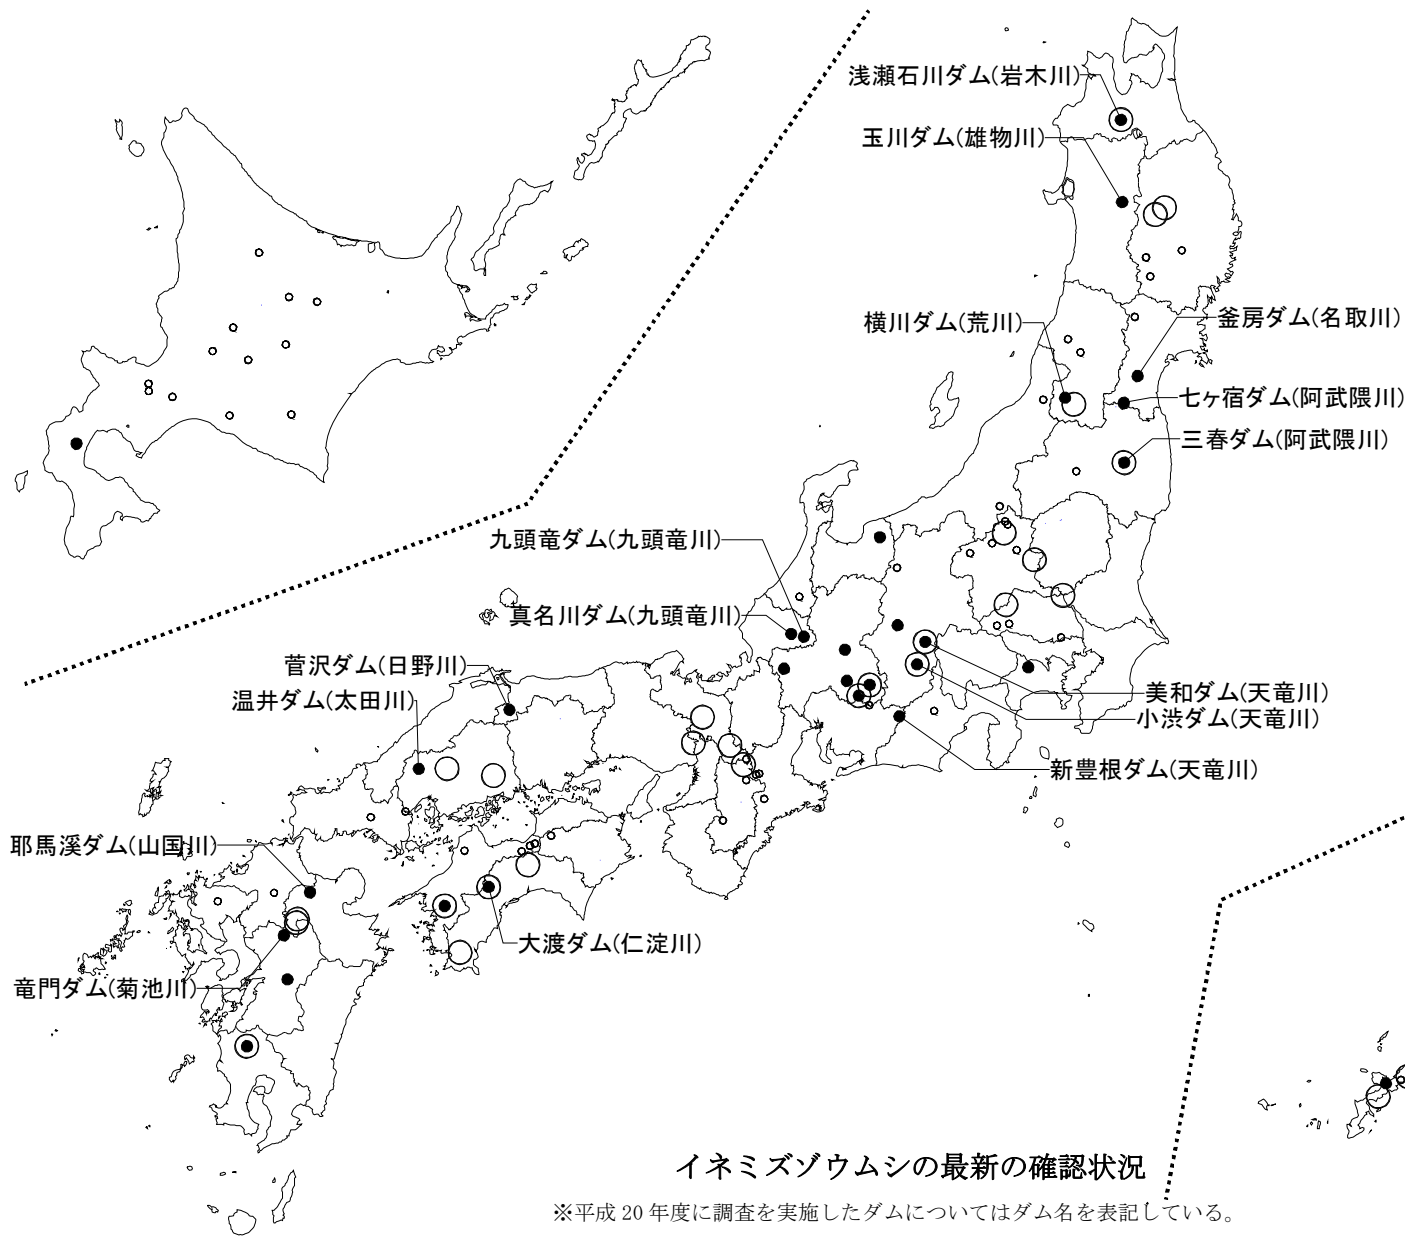 浅瀬石川ダム(岩木川)
玉川ダム(雄物川)
横川ダム(荒川)
釜房ダム(名取川)
七ヶ宿ダム(阿武隈川)
三春ダム(阿武隈川)
九頭竜ダム(九頭竜川)
真名川ダム(九頭竜川)
菅沢ダム(日野川)
温井ダム(太田川)
美和ダム(天竜川)
小渋ダム(天竜川)
新豊根ダム(天竜川)
耶馬溪ダム(山国川)
大渡ダム(仁淀川)
竜門ダム(菊池川)
イネミズゾウムシの最新の確認状況
※平成 20 年度に調査を実施したダムについてはダム名を表記している。